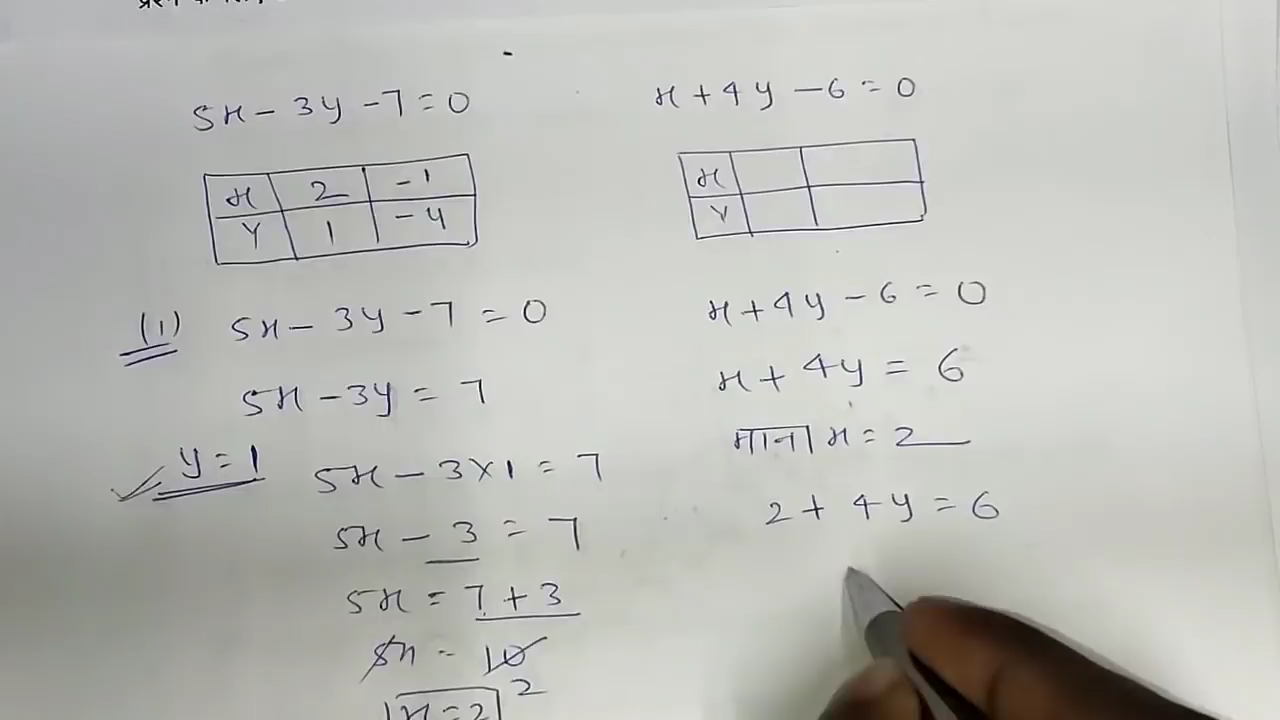 5x - 3y - 7 = 0
x 2 -1
y 1 -4
(1) 5x - 3y - 7 = 0
5x - 3y = 7
y = 1 5x - 3×1 = 7
5x - 3 = 7
5x = 7 + 3
5x = 10
2
x = 2
x + 4y - 6 = 0
x
y
x + 4y - 6 = 0
x + 4y = 6
माना x = 2
2 + 4y = 6